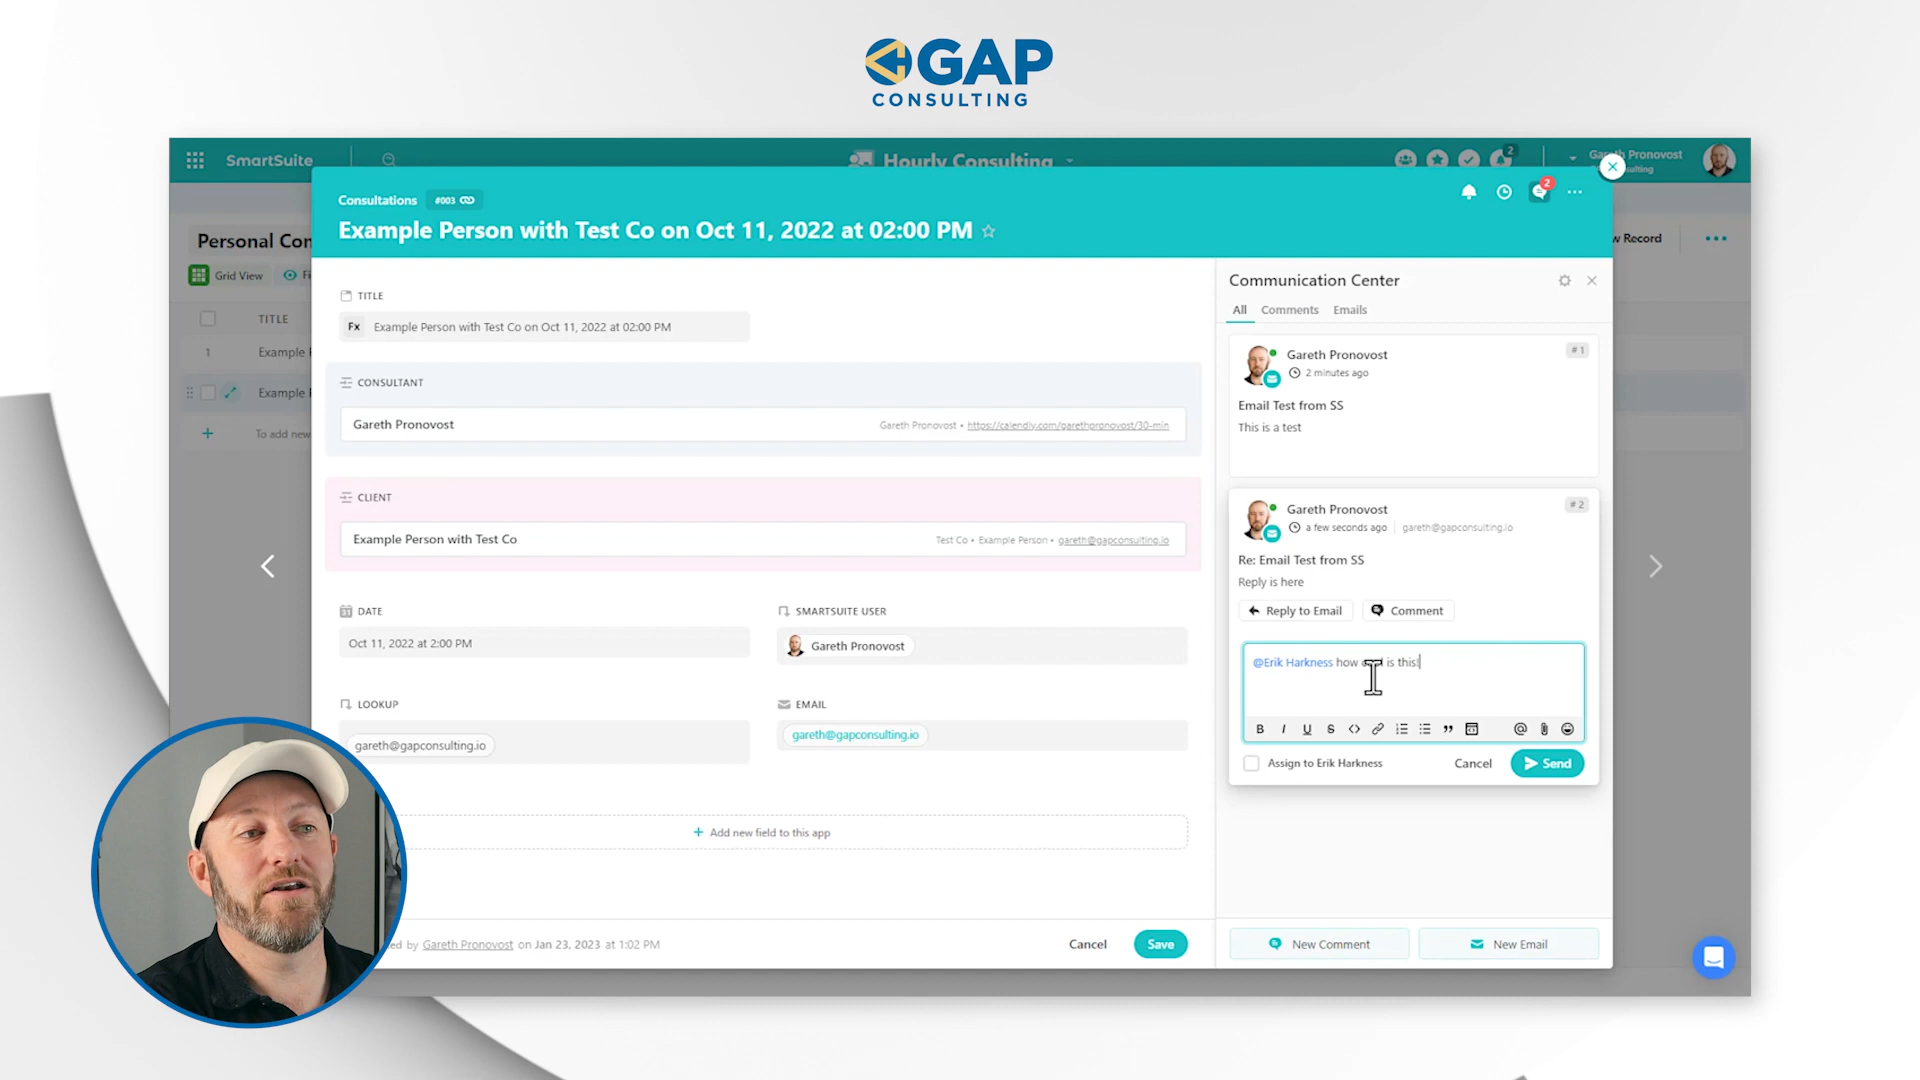 GAP
CONSULTING
SmartSuite
Hourly Consulting
2
Gareth Pronovost
Consultations
#003
2
Example Person with Test Co on Oct 11, 2022 at 02:00 PM
Personal Con
w Record
Grid View
TITLE
1
Example
Example
To add new
TITLE
Fx Example Person with Test Co on Oct 11, 2022 at 02:00 PM
CONSULTANT
Gareth Pronovost
Gareth Pronovost • https://calendly.com/garethpronovost/30-min
CLIENT
Example Person with Test Co
Test Co • Example Person • gareth@gapconsulting.io
DATE
Oct 11, 2022 at 2:00 PM
SMARTSUITE USER
Gareth Pronovost
LOOKUP
gareth@gapconsulting.io
EMAIL
gareth@gapconsulting.io
+ Add new field to this app
by Gareth Pronovost on Jan 23, 2023 at 1:02 PM
Cancel
Save
Communication Center
All Comments Emails
Gareth Pronovost
#1
2 minutes ago
Email Test from SS
This is a test
Gareth Pronovost
#2
a few seconds ago
gareth@gapconsulting.io
Re: Email Test from SS
Reply is here
Reply to Email
Comment
@Erik Harkness how is this!
B I U S
Assign to Erik Harkness
Cancel
Send
New Comment
New Email